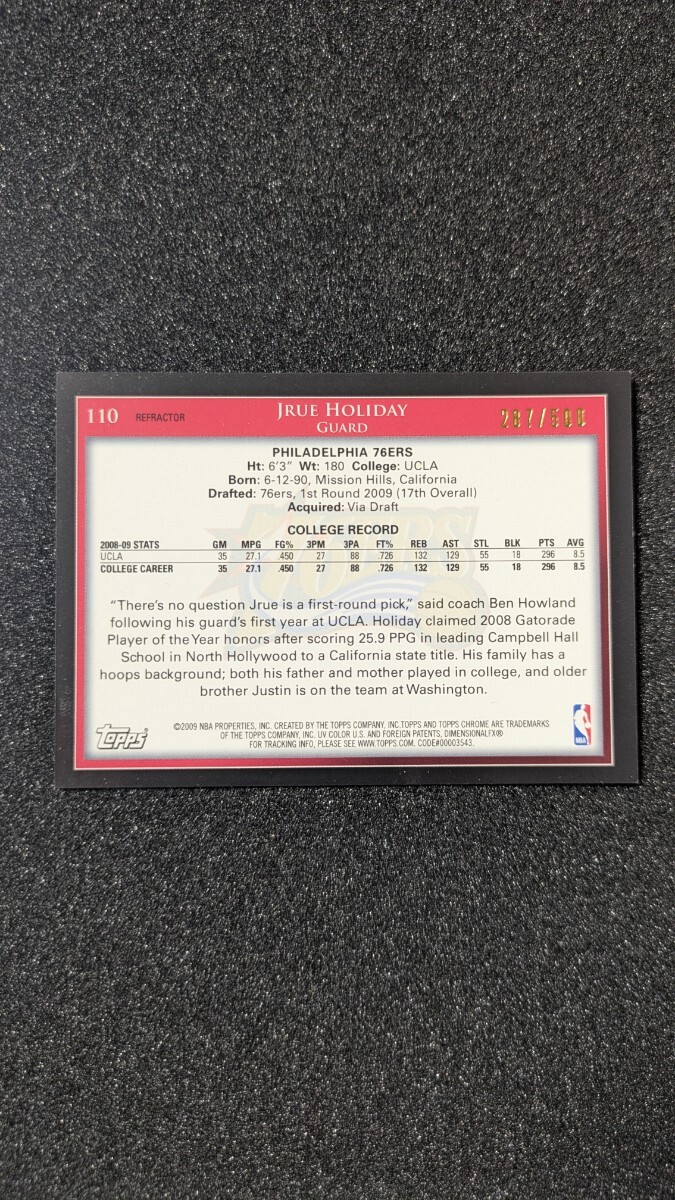 110 REFRACTOR JRUE HOLIDAY 287/500
GUARD
PHILADELPHIA 76ERS
Ht: 6'3" Wt: 180 College: UCLA
Born: 6-12-90, Mission Hills, California
Drafted: 76ers, 1st Round 2009 (17th Overall)
Acquired: Via Draft
COLLEGE RECORD
2008-09 STATS GM MPG FG% 3PM 3PA FT% REB AST STL BLK PTS AVG
UCLA 35 27.1 .450 27 88 .726 132 129 55 18 296 8.5
COLLEGE CAREER 35 27.1 .450 27 88 .726 132 129 55 18 296 8.5
"There's no question Jrue is a first-round pick," said coach Ben Howland
following his guard's first year at UCLA. Holiday claimed 2008 Gatorade
Player of the Year honors after scoring 25.9 PPG in leading Campbell Hall
School in North Hollywood to a California state title. His family has a
hoops background; both his father and mother played in college, and older
brother Justin is on the team at Washington.
Topps®
©2009 NBA PROPERTIES, INC. CREATED BY THE TOPPS COMPANY, INC.TOPPS AND TOPPS CHROME ARE TRADEMARKS
OF THE TOPPS COMPANY, INC. UV COLOR U.S. AND FOREIGN PATENTS, DIMENSIONALFX®
FOR TRACKING INFO, PLEASE SEE WWW.TOPPS.COM. CODE#00003543.
NBA